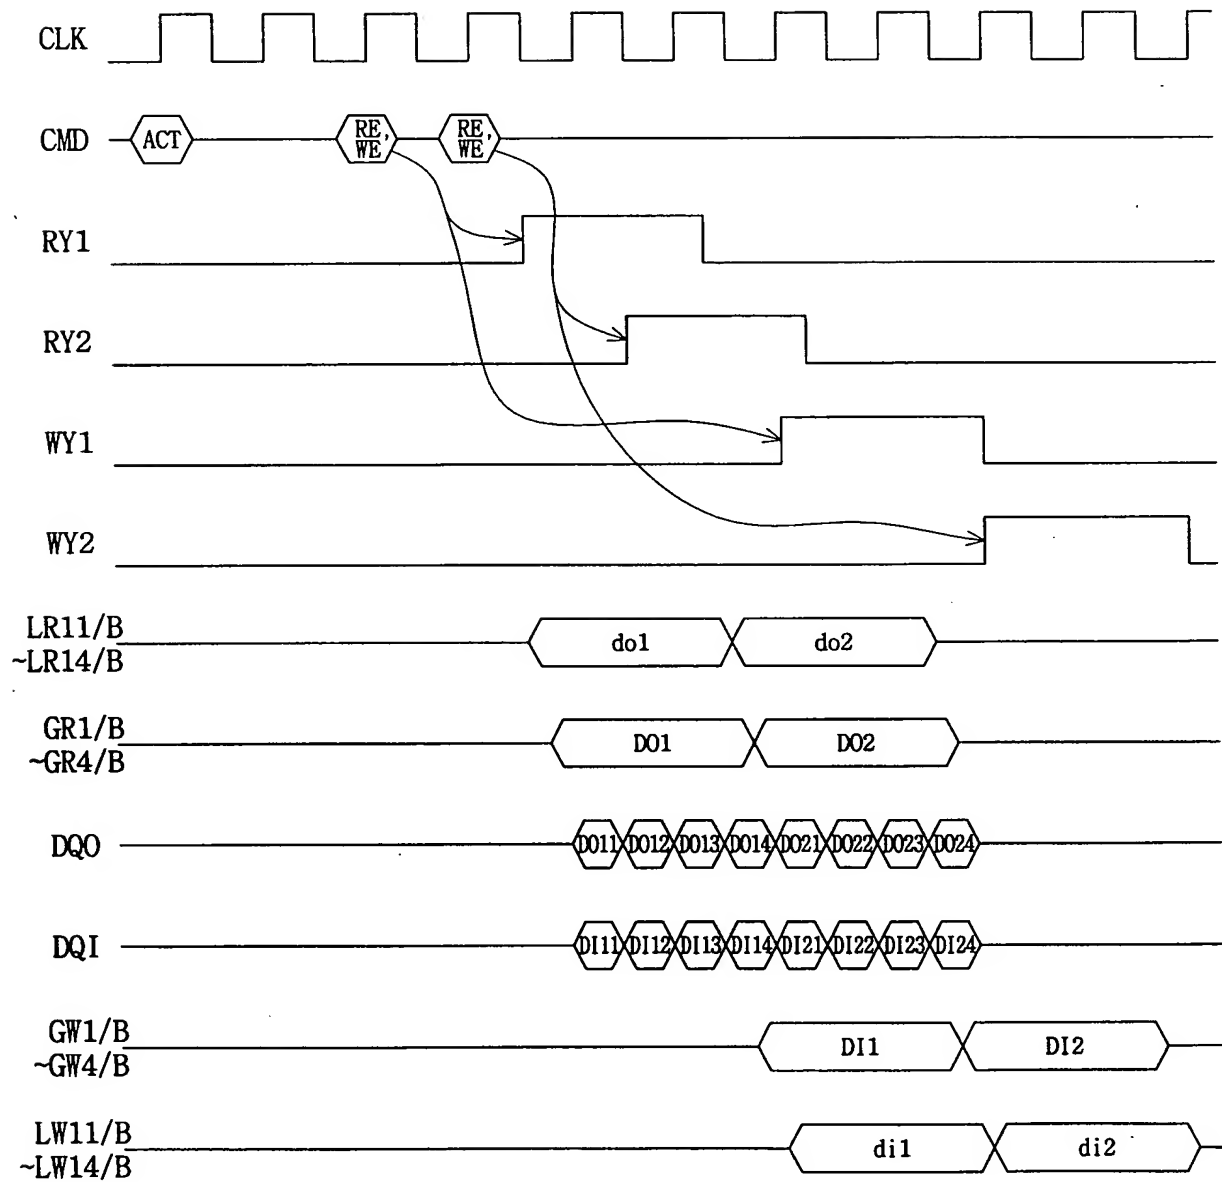 CLK
CMD
ACT
RE,
WE
RE,
WE
RY1
RY2
WY1
WY2
LR11/B
~LR14/B
do1
do2
GR1/B
~GR4/B
DO1
DO2
DQO
DO11 DO12 DO13 DO14 DO21 DO22 DO23 DO24
DQI
DI11 DI12 DI13 DI14 DI21 DI22 DI23 DI24
GW1/B
~GW4/B
DI1
DI2
LW11/B
~LW14/B
di1
di2